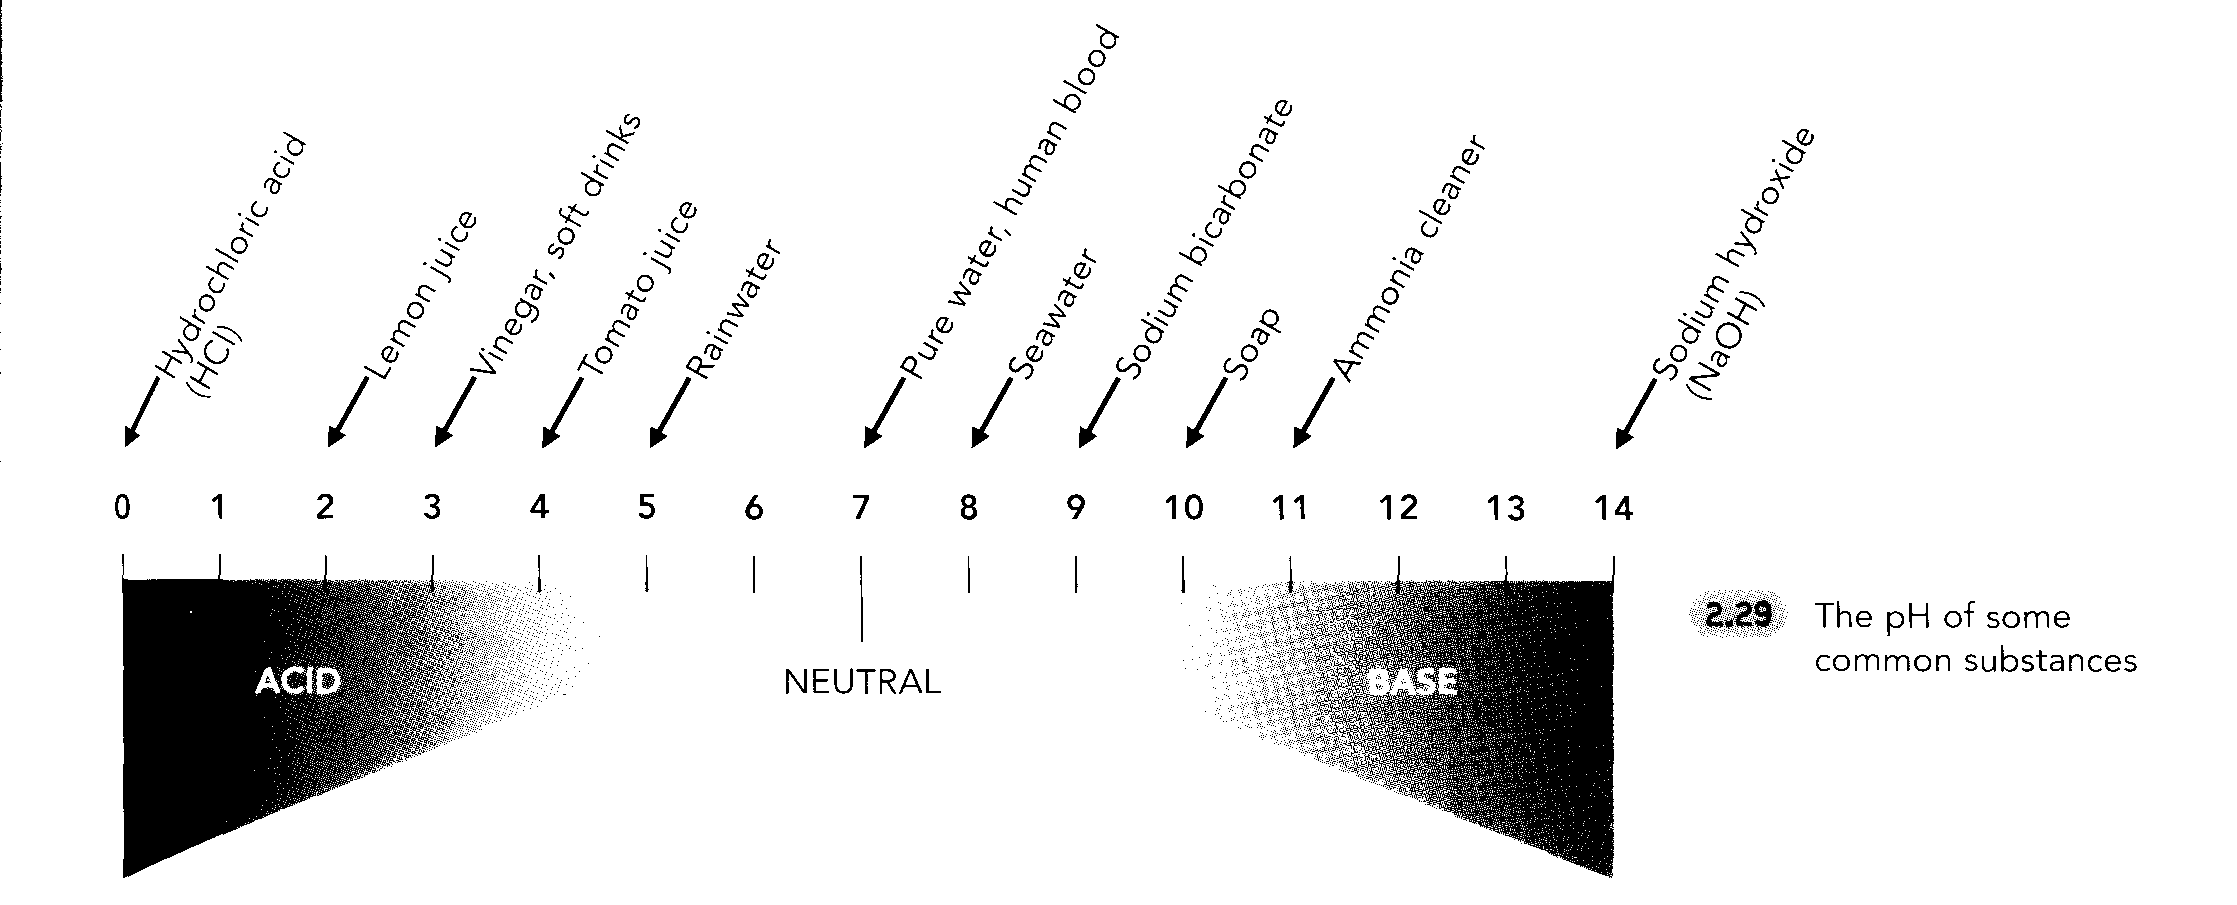 Hydrochloric acid
(HCl)
Lemon juice
Vinegar, soft drinks
Tomato juice
Rainwater
Pure water, human blood
Seawater
Sodium bicarbonate
Soap
Ammonia cleaner
Sodium hydroxide
(NaOH)
0 1 2 3 4 5 6 7 8 9 10 11 12 13 14
ACID
NEUTRAL
BASE
2.29 The pH of some
common substances